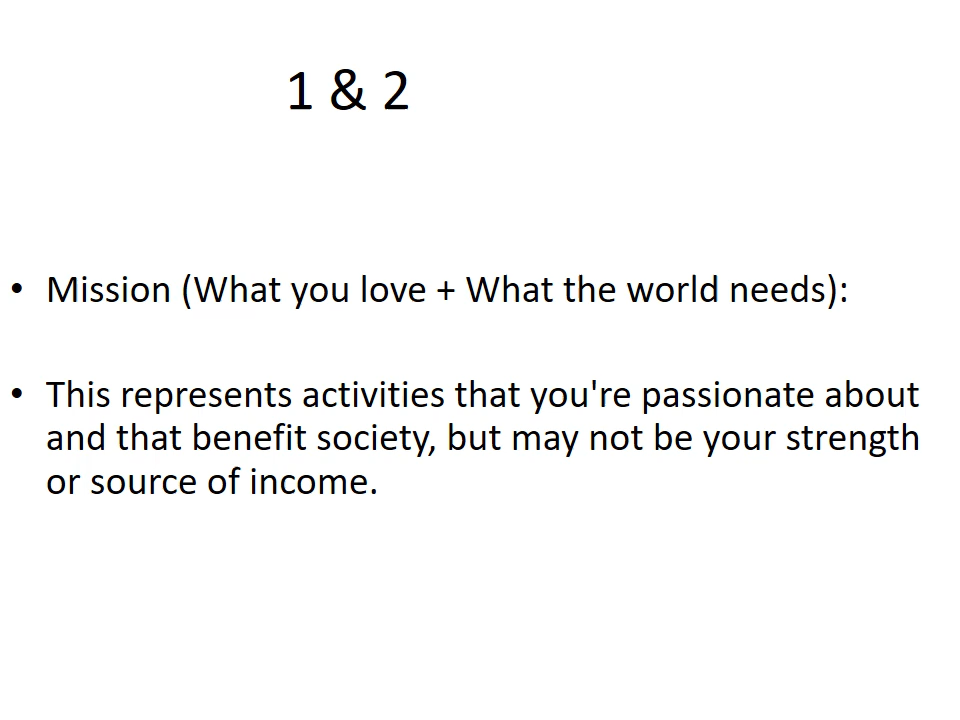 1 & 2
• Mission (What you love + What the world needs):
• This represents activities that you're passionate about
and that benefit society, but may not be your strength
or source of income.